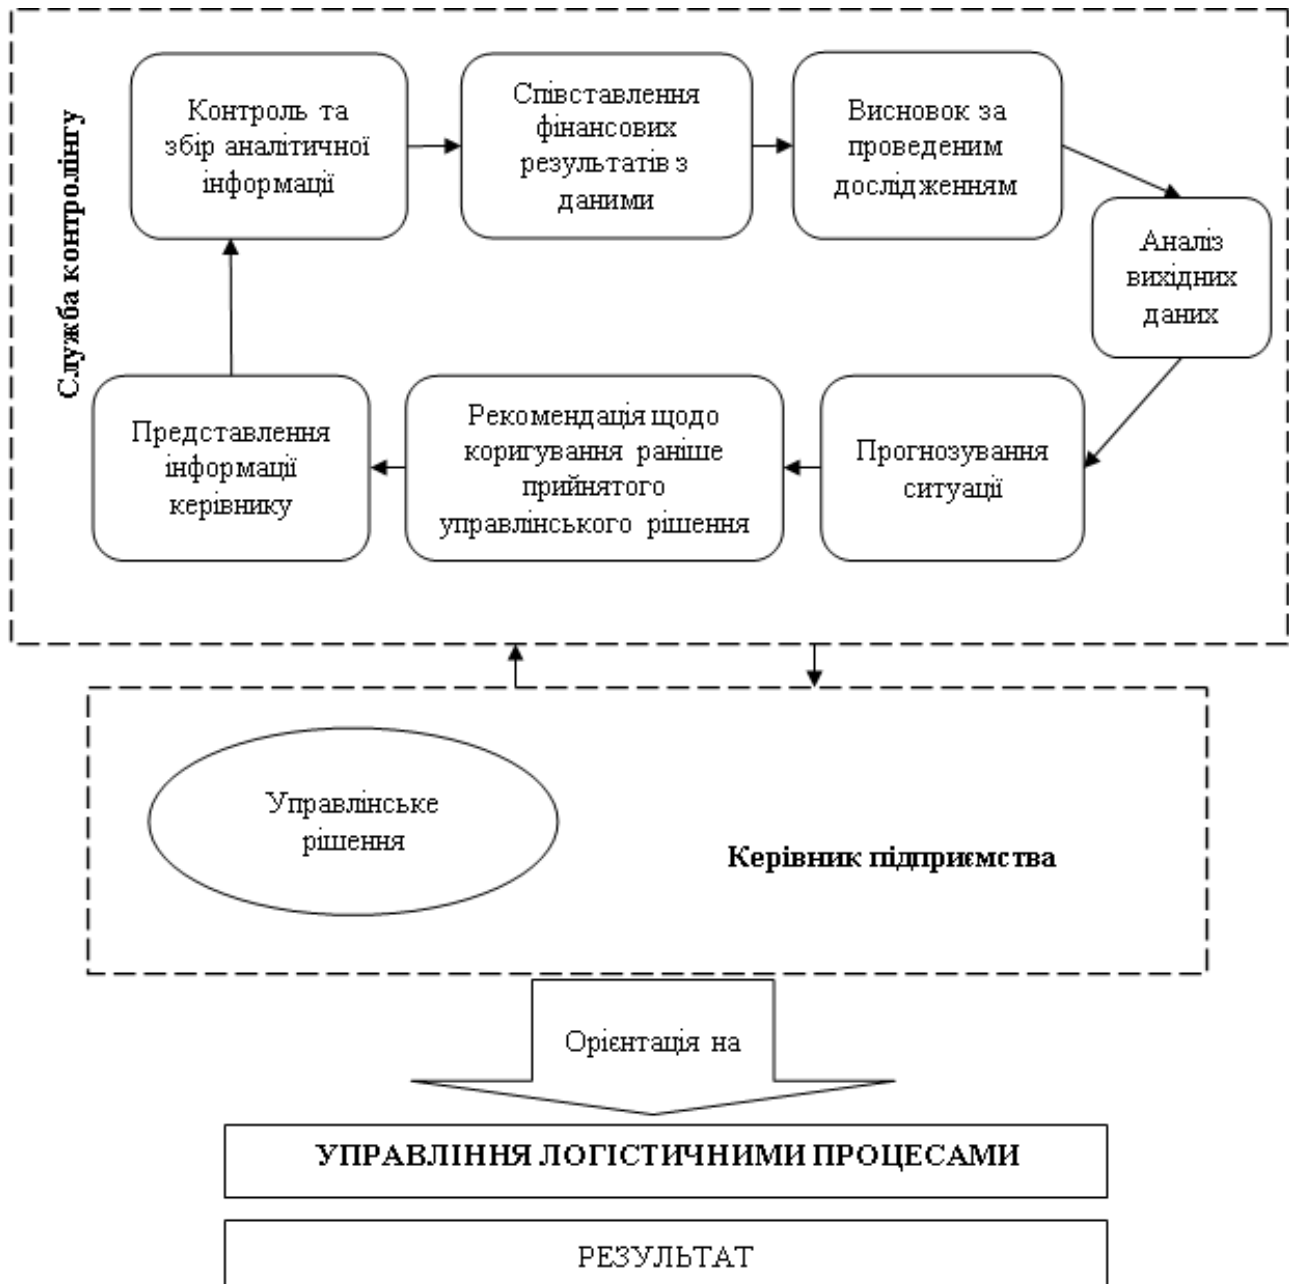 Служба контролінгу
Контроль та
збір аналітичної
інформації
Співставлення
фінансових
результатів з
даними
Висновок за
проведеним
дослідженням
Аналіз
вихідних
даних
Представлення
інформації
керівнику
Рекомендація щодо
коригування раніше
прийнятого
управлінського рішення
Прогнозування
ситуації
Управлінське
рішення
Керівник підприємства
Орієнтація на
УПРАВЛІННЯ ЛОГІСТИЧНИМИ ПРОЦЕСАМИ
РЕЗУЛЬТАТ